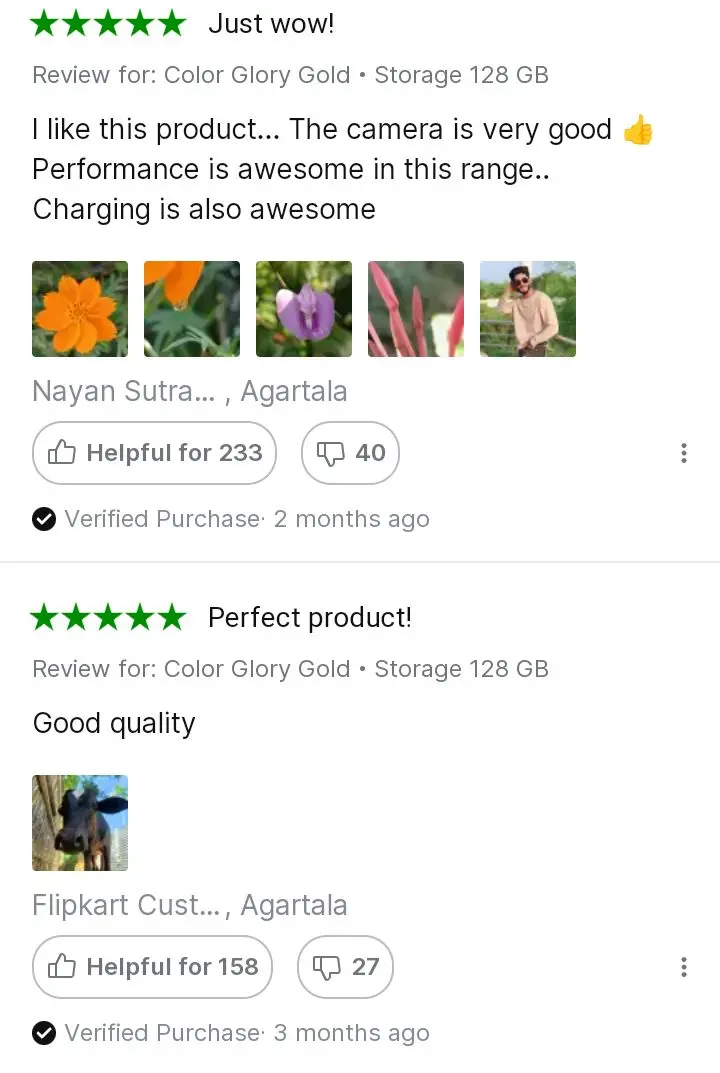 Just wow!
Review for: Color Glory Gold • Storage 128 GB
I like this product... The camera is very good 👍
Performance is awesome in this range..
Charging is also awesome
Nayan Sutra... , Agartala
Helpful for 233 40
Verified Purchase· 2 months ago
Perfect product!
Review for: Color Glory Gold • Storage 128 GB
Good quality
Flipkart Cust... , Agartala
Helpful for 158 27
Verified Purchase· 3 months ago